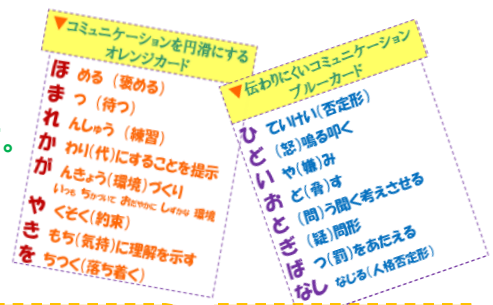 。
▼コミュニケーションを円滑にする
オレンジカード
ほ める (褒める)
ま つ (待つ)
れ んしゅう (練習)
か わり(代)にすることを提示
が んきょう(環境)づくり
いつも ちかづいて おだやかに しずかな 環境
や くそく(約束)
き もち(気持)に理解を示す
を ちつく(落ち着く)
▼伝わりにくいコミュニケーション
ブルーカード
ひ ていけい(否定形)
ど (怒)鳴る叩く
い や(嫌)み
お ど(脅)す
と (問)う聞く考えさせる
ぎ (疑)問形
ば つ(罰)をあたえる
なし なじる(人格否定形)